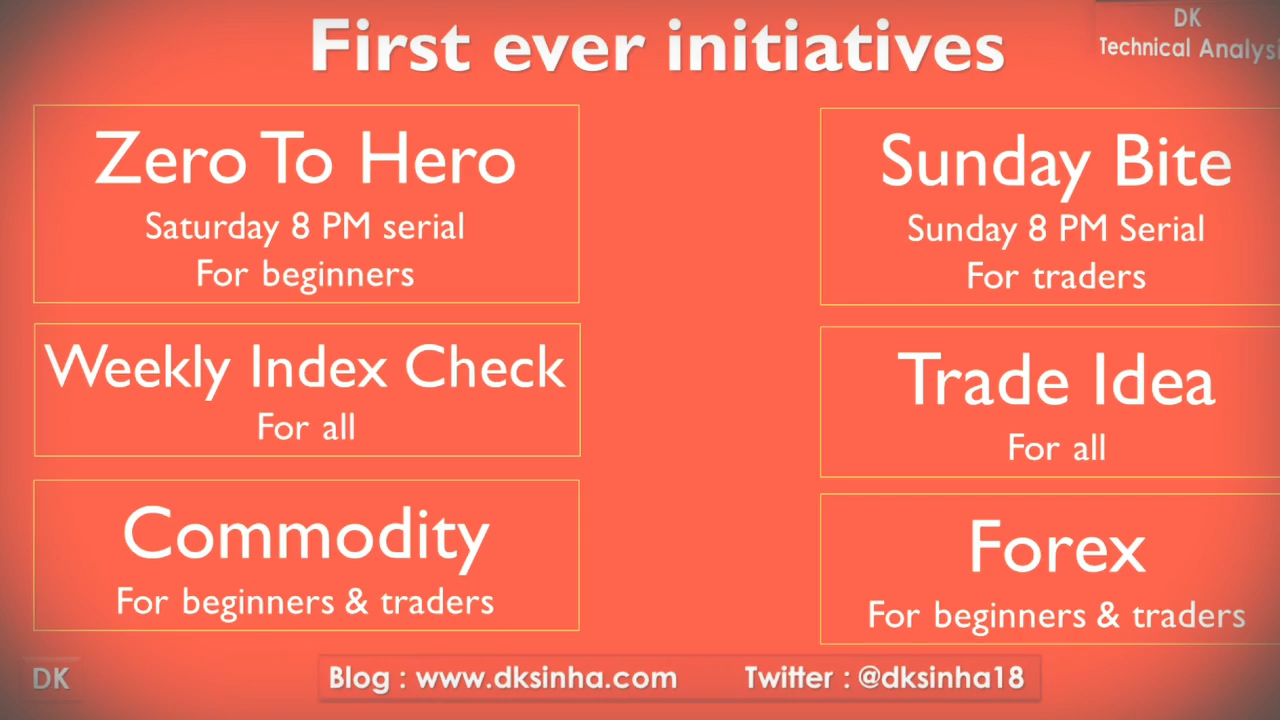 First ever initiatives
DK
Technical Analysi
Zero To Hero
Saturday 8 PM serial
For beginners
Sunday Bite
Sunday 8 PM Serial
For traders
Weekly Index Check
For all
Trade Idea
For all
Commodity
For beginners & traders
Forex
For beginners & traders
DK
Blog : www.dksinha.com
Twitter : @dksinha18